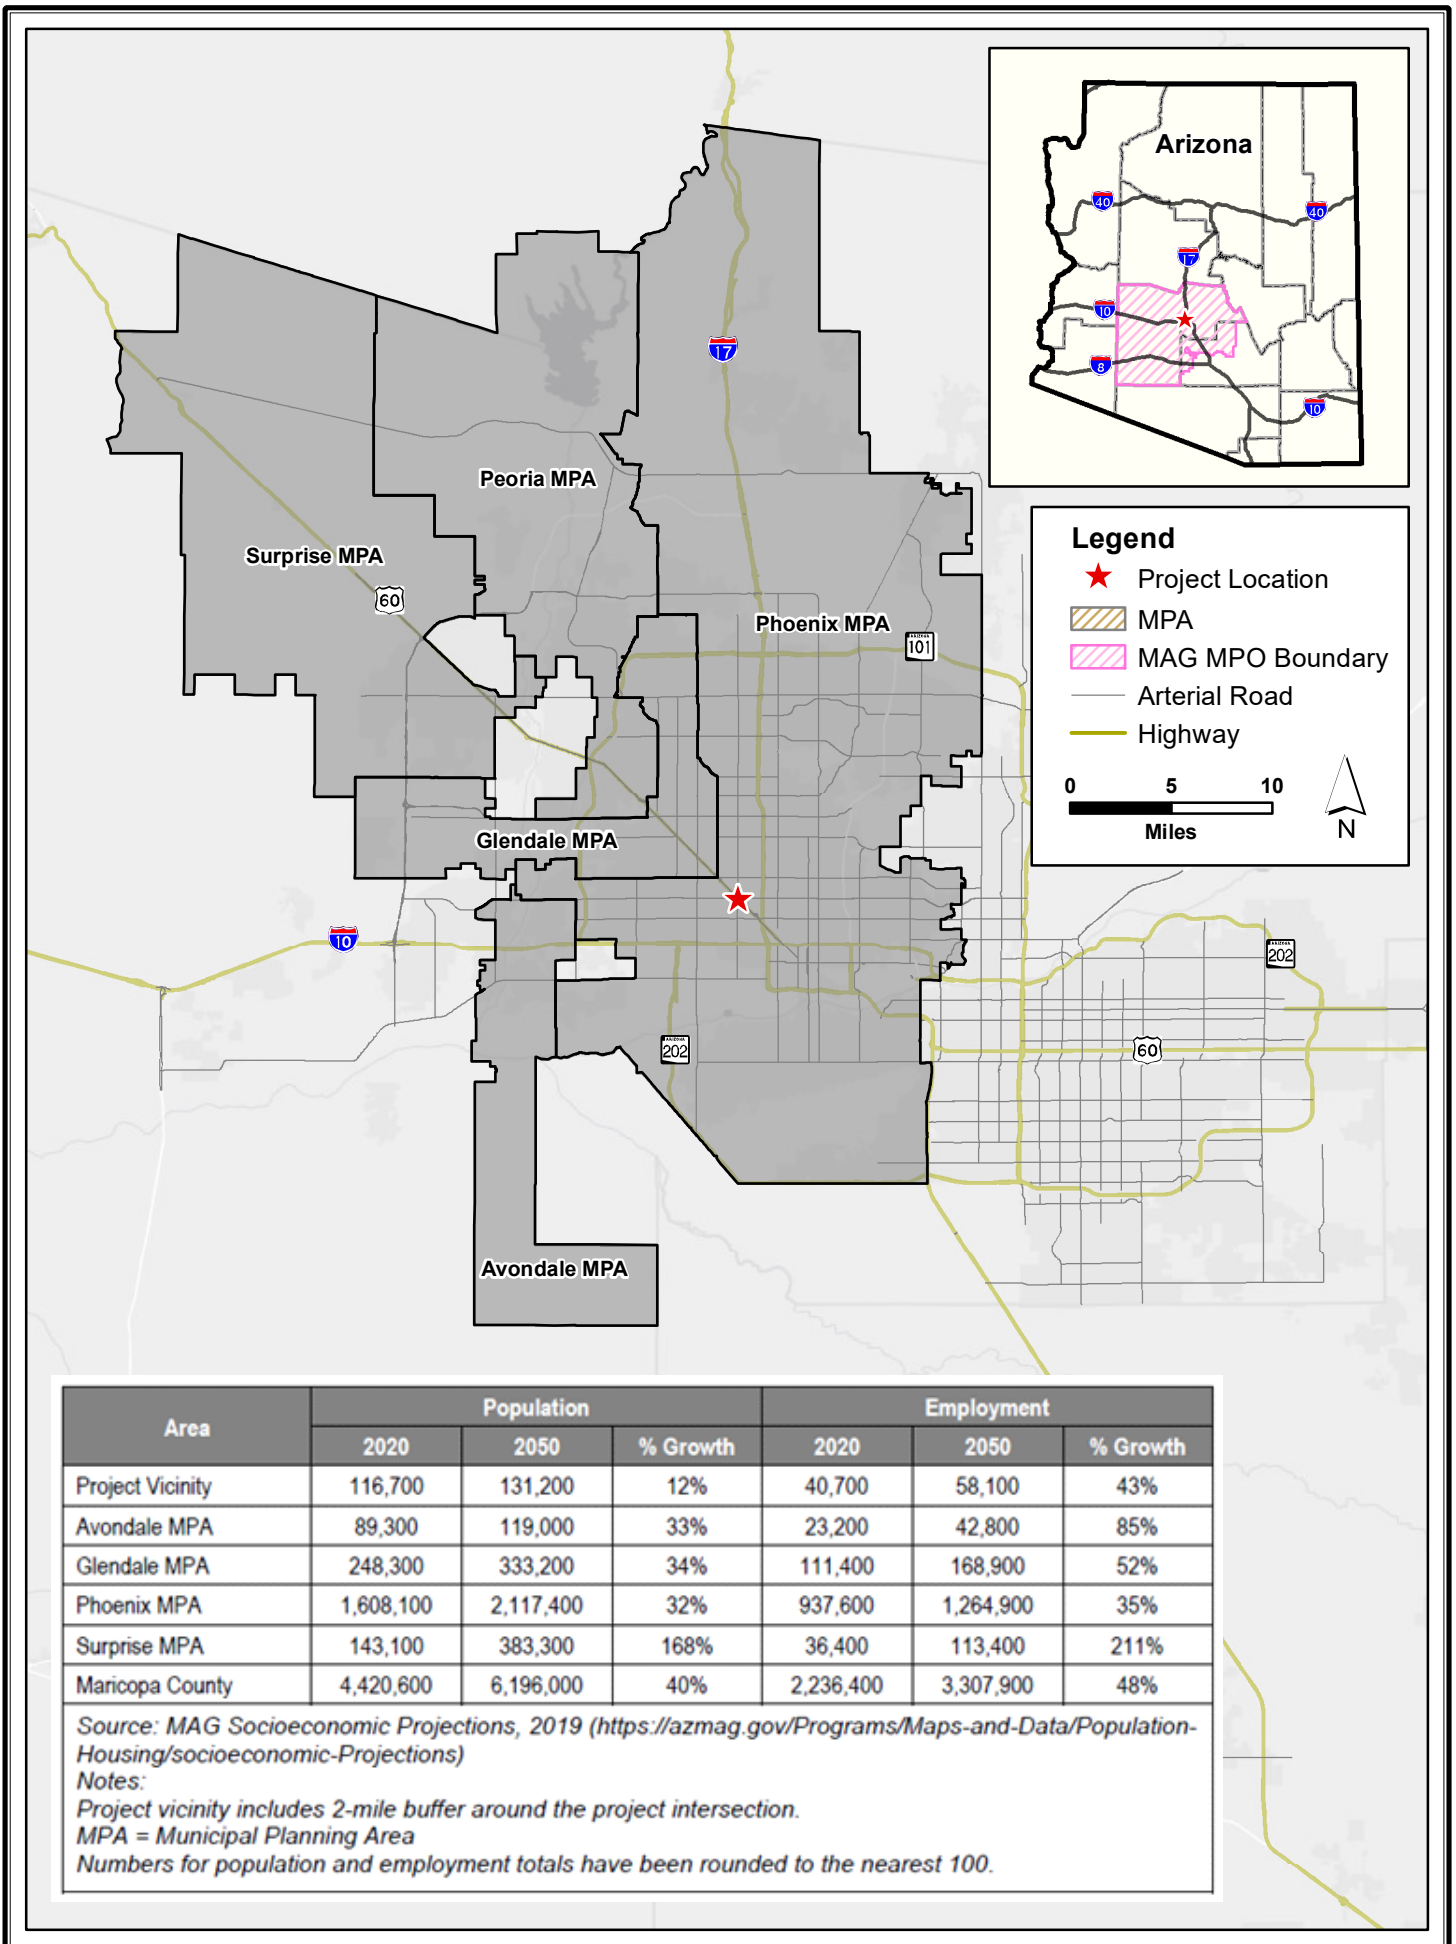 Arizona
40
40
17
10
8
10
17
Peoria MPA
Surprise MPA
60
Phoenix MPA
ARIZONA
101
Legend
Project Location
MPA
MAG MPO Boundary
Arterial Road
Highway
0 5 10
Miles
N
Glendale MPA
10
ARIZONA
202
ARIZONA
202
60
Avondale MPA
Area Population Employment
2020 2050 % Growth 2020 2050 % Growth
Project Vicinity 116,700 131,200 12% 40,700 58,100 43%
Avondale MPA 89,300 119,000 33% 23,200 42,800 85%
Glendale MPA 248,300 333,200 34% 111,400 168,900 52%
Phoenix MPA 1,608,100 2,117,400 32% 937,600 1,264,900 35%
Surprise MPA 143,100 383,300 168% 36,400 113,400 211%
Maricopa County 4,420,600 6,196,000 40% 2,236,400 3,307,900 48%
Source: MAG Socioeconomic Projections, 2019 (https://azmag.gov/Programs/Maps-and-Data/Population-
Housing/socioeconomic-Projections)
Notes:
Project vicinity includes 2-mile buffer around the project intersection.
MPA = Municipal Planning Area
Numbers for population and employment totals have been rounded to the nearest 100.